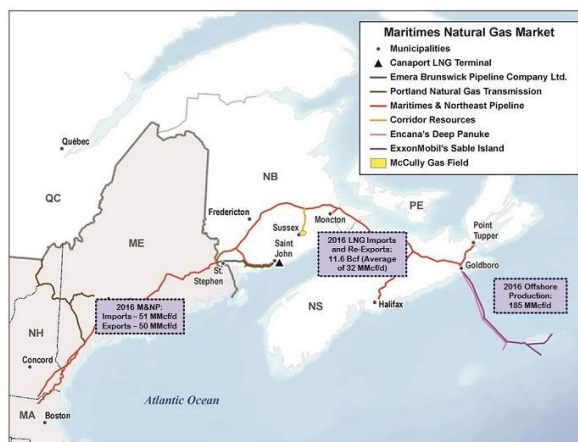 Maritimes Natural Gas Market
Municipalities
Canaport LNG Terminal
Emera Brunswick Pipeline Company Ltd.
Portland Natural Gas Transmission
Maritimes & Northeast Pipeline
Corridor Resources
Encana's Deep Panuke
ExxonMobil's Sable Island
McCully Gas Field
Québec
QC
NB
PE
ME
Fredericton
Moncton
Sussex
Saint
John
St.
Stephen
Point
Tupper
Goldboro
2016 LNG Imports
and Re-Exports:
11.6 Bcf (Average
of 32 MMcf/d)
2016 Offshore
Production:
185 MMcf/d
NS
Halifax
2016 M&NP:
Imports – 51 MMcf/d
Exports – 50 MMcf/d
NH
Concord
MA
Boston
Atlantic Ocean